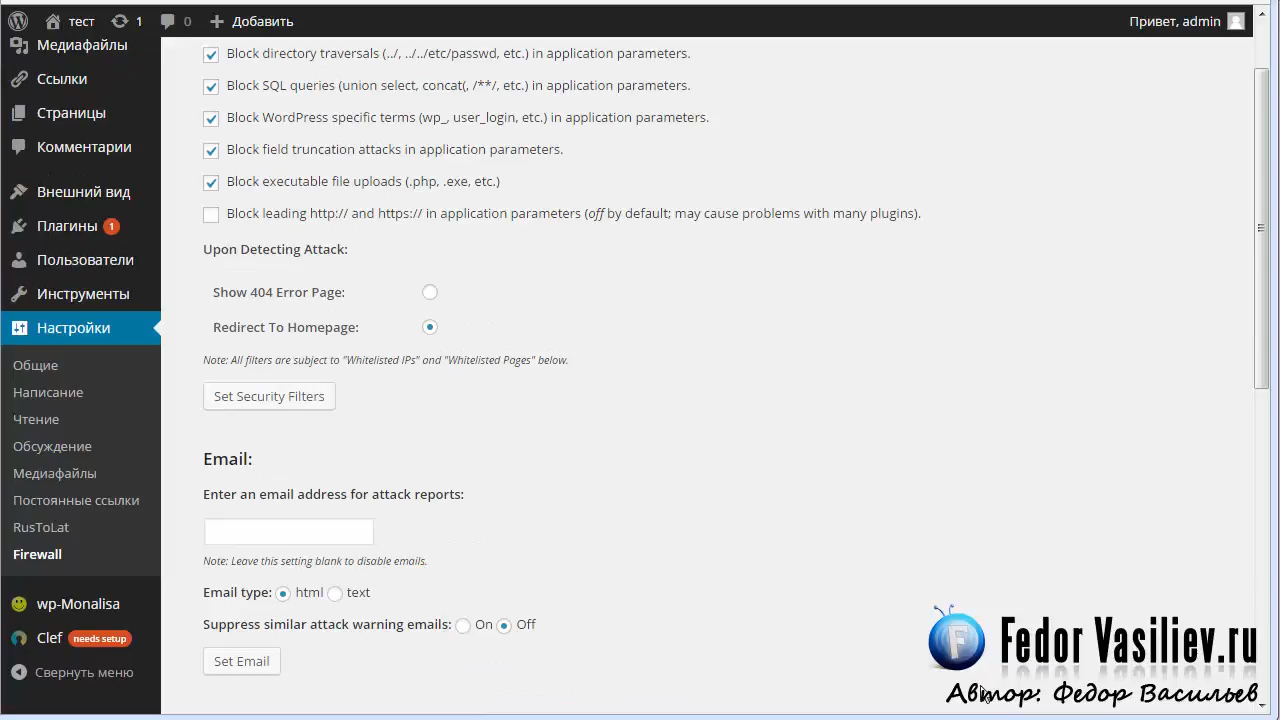 тест 1 0 Добавить Привет, admin
Медиафайлы
Ссылки
Страницы
Комментарии
Внешний вид
Плагины 1
Пользователи
Инструменты
Настройки
Общие
Написание
Чтение
Обсуждение
Медиафайлы
Постоянные ссылки
RusToLat
Firewall
wp-Monalisa
Clef needs setup
Свернуть меню
Block directory traversals (../, ../../etc/passwd, etc.) in application parameters.
Block SQL queries (union select, concat(, /**/, etc.) in application parameters.
Block WordPress specific terms (wp_, user_login, etc.) in application parameters.
Block field truncation attacks in application parameters.
Block executable file uploads (.php, .exe, etc.)
Block leading http:// and https:// in application parameters (off by default; may cause problems with many plugins).
Upon Detecting Attack:
Show 404 Error Page:
Redirect To Homepage:
Note: All filters are subject to "Whitelisted IPs" and "Whitelisted Pages" below.
Set Security Filters
Email:
Enter an email address for attack reports:
Note: Leave this setting blank to disable emails.
Email type: html text
Suppress similar attack warning emails: On Off
Set Email
F Fedor Vasiliev.ru
Автор: Федор Васильев